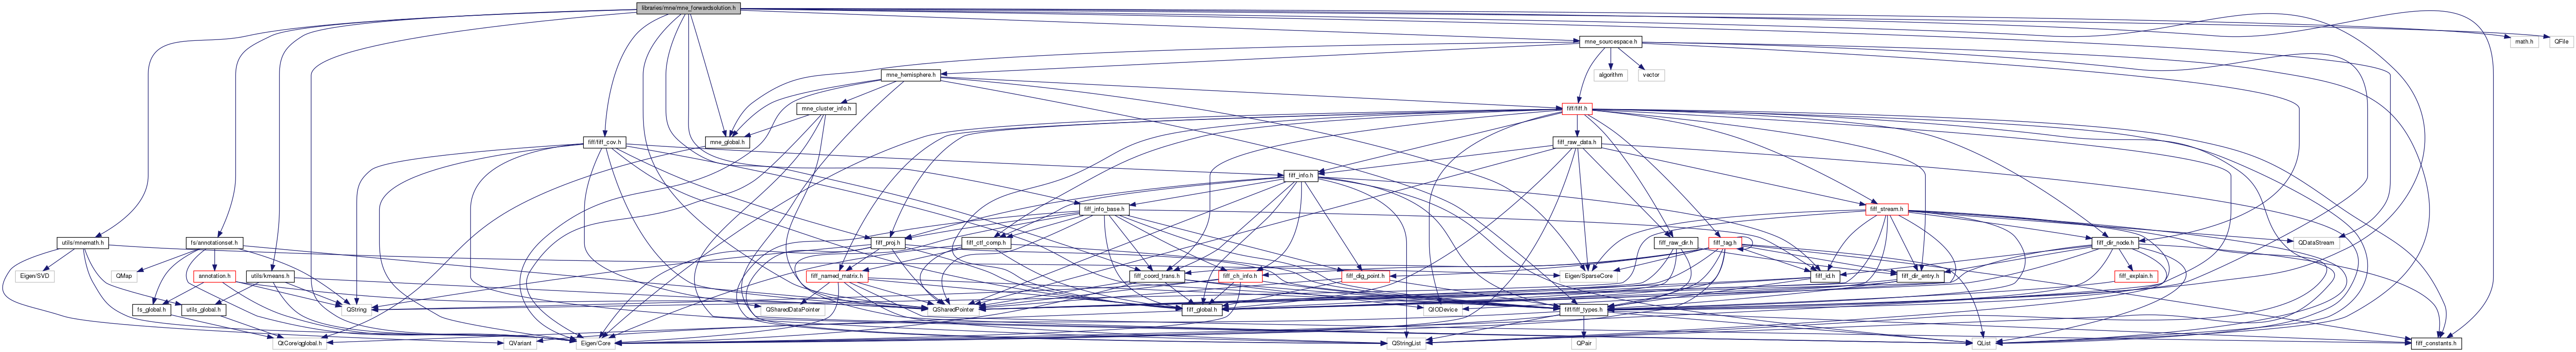 libraries/mne/mne_forwardsolution.h
mne_sourcespace.h
math.h
QFile
mne_hemisphere.h
algorithm
vector
mne_cluster_info.h
fiff/fiff.h
fiff/fiff_cov.h
mne_global.h
fiff_raw_data.h
fiff_info.h
fiff_info_base.h
fiff_stream.h
utils/mnemath.h
fs/annotationset.h
fiff_proj.h
fiff_ctf_comp.h
fiff_raw_dir.h
fiff_tag.h
fiff_dir_node.h
QDataStream
Eigen/SVD
QMap
annotation.h
utils/kmeans.h
fiff_named_matrix.h
fiff_coord_trans.h
fiff_ch_info.h
fiff_dig_point.h
Eigen/SparseCore
fiff_id.h
fiff_dir_entry.h
fiff_explain.h
fs_global.h
utils_global.h
QString
QSharedDataPointer
QSharedPointer
fiff_global.h
QIODevice
fiff/fiff_types.h
QtCore/qglobal.h
QVariant
Eigen/Core
QStringList
QPair
QList
fiff_constants.h